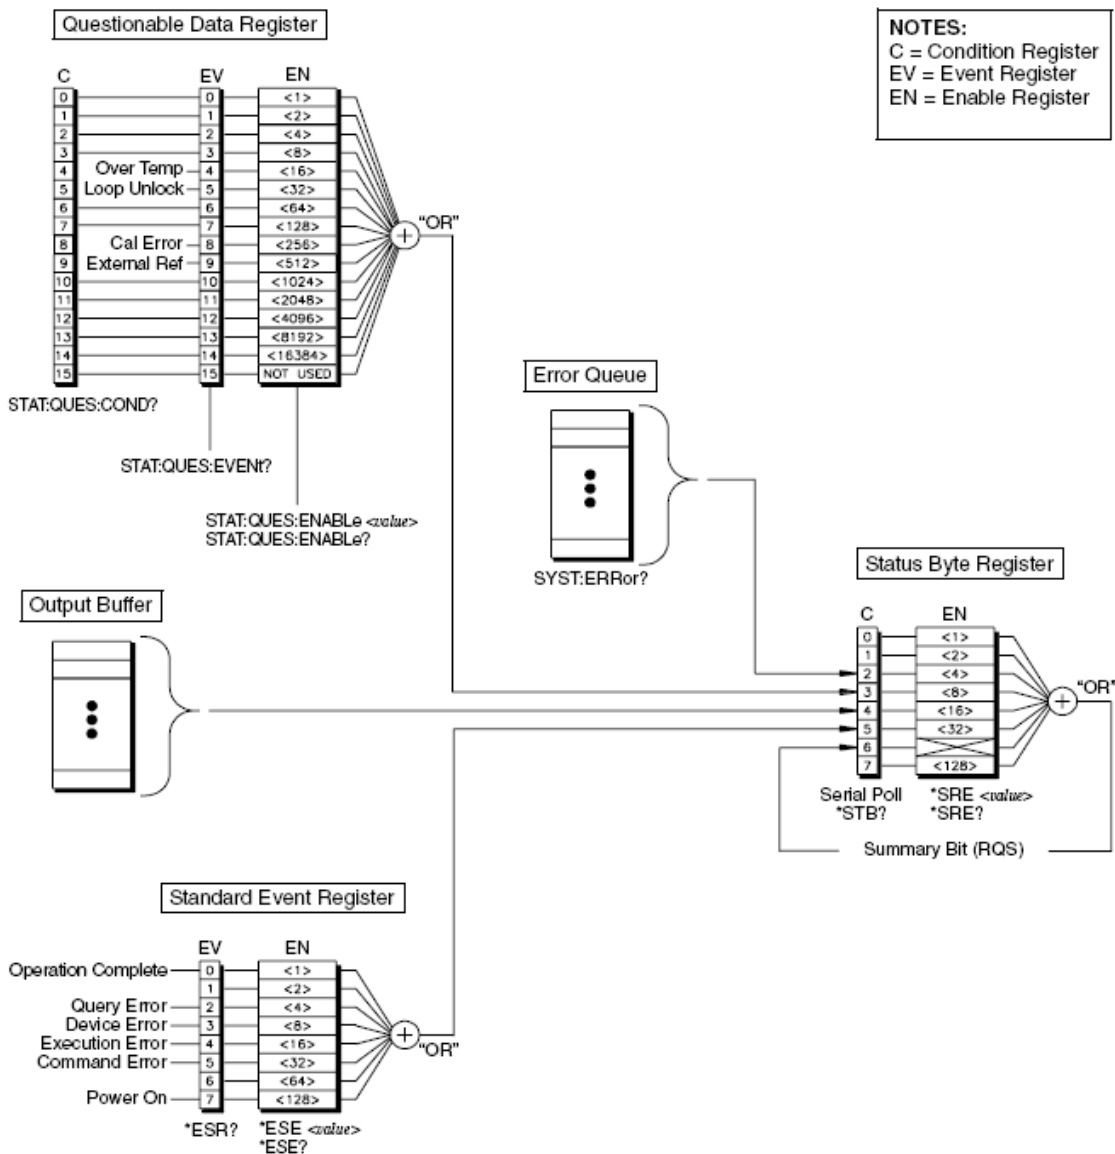 Questionable Data Register
NOTES:
C = Condition Register
EV = Event Register
EN = Enable Register
C EV EN
0 0 <1>
1 1 <2>
2 2 <4>
3 3 <8>
4 Over Temp 4 <16>
5 Loop Unlock 5 <32>
6 6 <64>
7 7 <128>
8 Cal Error 8 <256>
9 External Ref 9 <512>
10 10 <1024>
11 11 <2048>
12 12 <4096>
13 13 <8192>
14 14 <16384>
15 15 NOT USED
+ "OR"
STAT:QUES:COND?
STAT:QUES:EVENt?
STAT:QUES:ENABLe <value>
STAT:QUES:ENABLe?
Error Queue
SYST:ERRor?
Output Buffer
Status Byte Register
C EN
0 <1>
1 <2>
2 <4>
3 <8>
4 <16>
5 <32>
6
7 <128>
+ "OR"
Serial Poll
*STB?
*SRE <value>
*SRE?
Summary Bit (RQS)
Standard Event Register
EV EN
Operation Complete 0 <1>
1 <2>
Query Error 2 <4>
Device Error 3 <8>
Execution Error 4 <16>
Command Error 5 <32>
6 <64>
Power On 7 <128>
+ "OR"
*ESR?
*ESE <value>
*ESE?